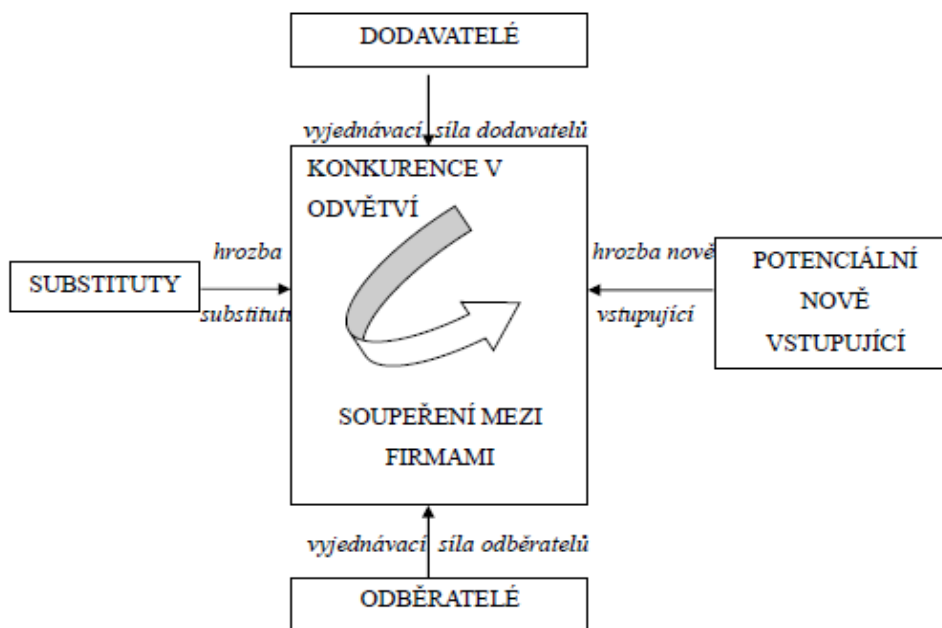 DODAVATELÉ
vyjednávací síla dodavatelů
KONKURENCE V
ODVĚTVÍ
hrozba
SUBSTITUTY
substitutů
hrozba nově
vstupující
POTENCIÁLNÍ
NOVĚ
VSTUPUJÍCÍ
SOUPEŘENÍ MEZI
FIRMAMI
vyjednávací síla odběratelů
ODBĚRATELÉ